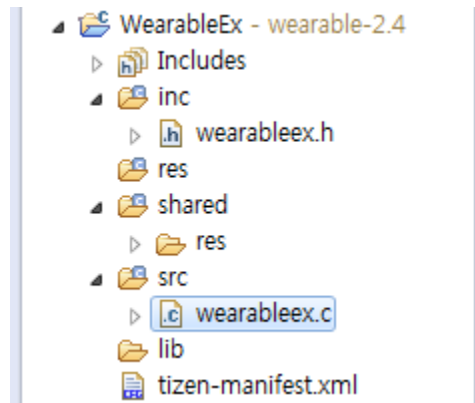 WearableEx - wearable-2.4
Includes
inc
wearableex.h
res
shared
res
src
wearableex.c
lib
tizen-manifest.xml